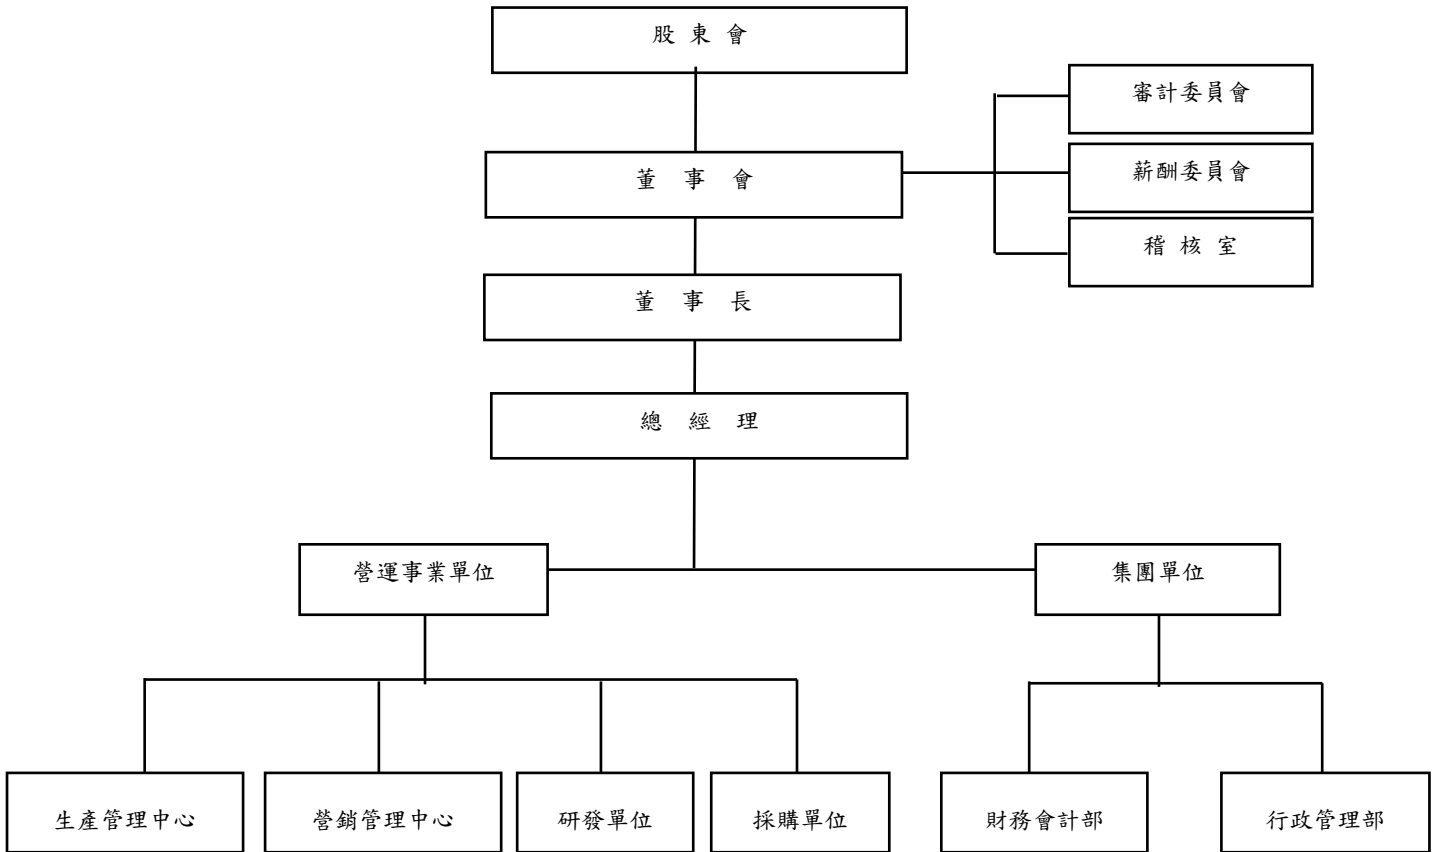 股東會
審計委員會
董事會
薪酬委員會
稽核室
董事長
總經理
營運事業單位
集團單位
生產管理中心
營銷管理中心
研發單位
採購單位
財務會計部
行政管理部